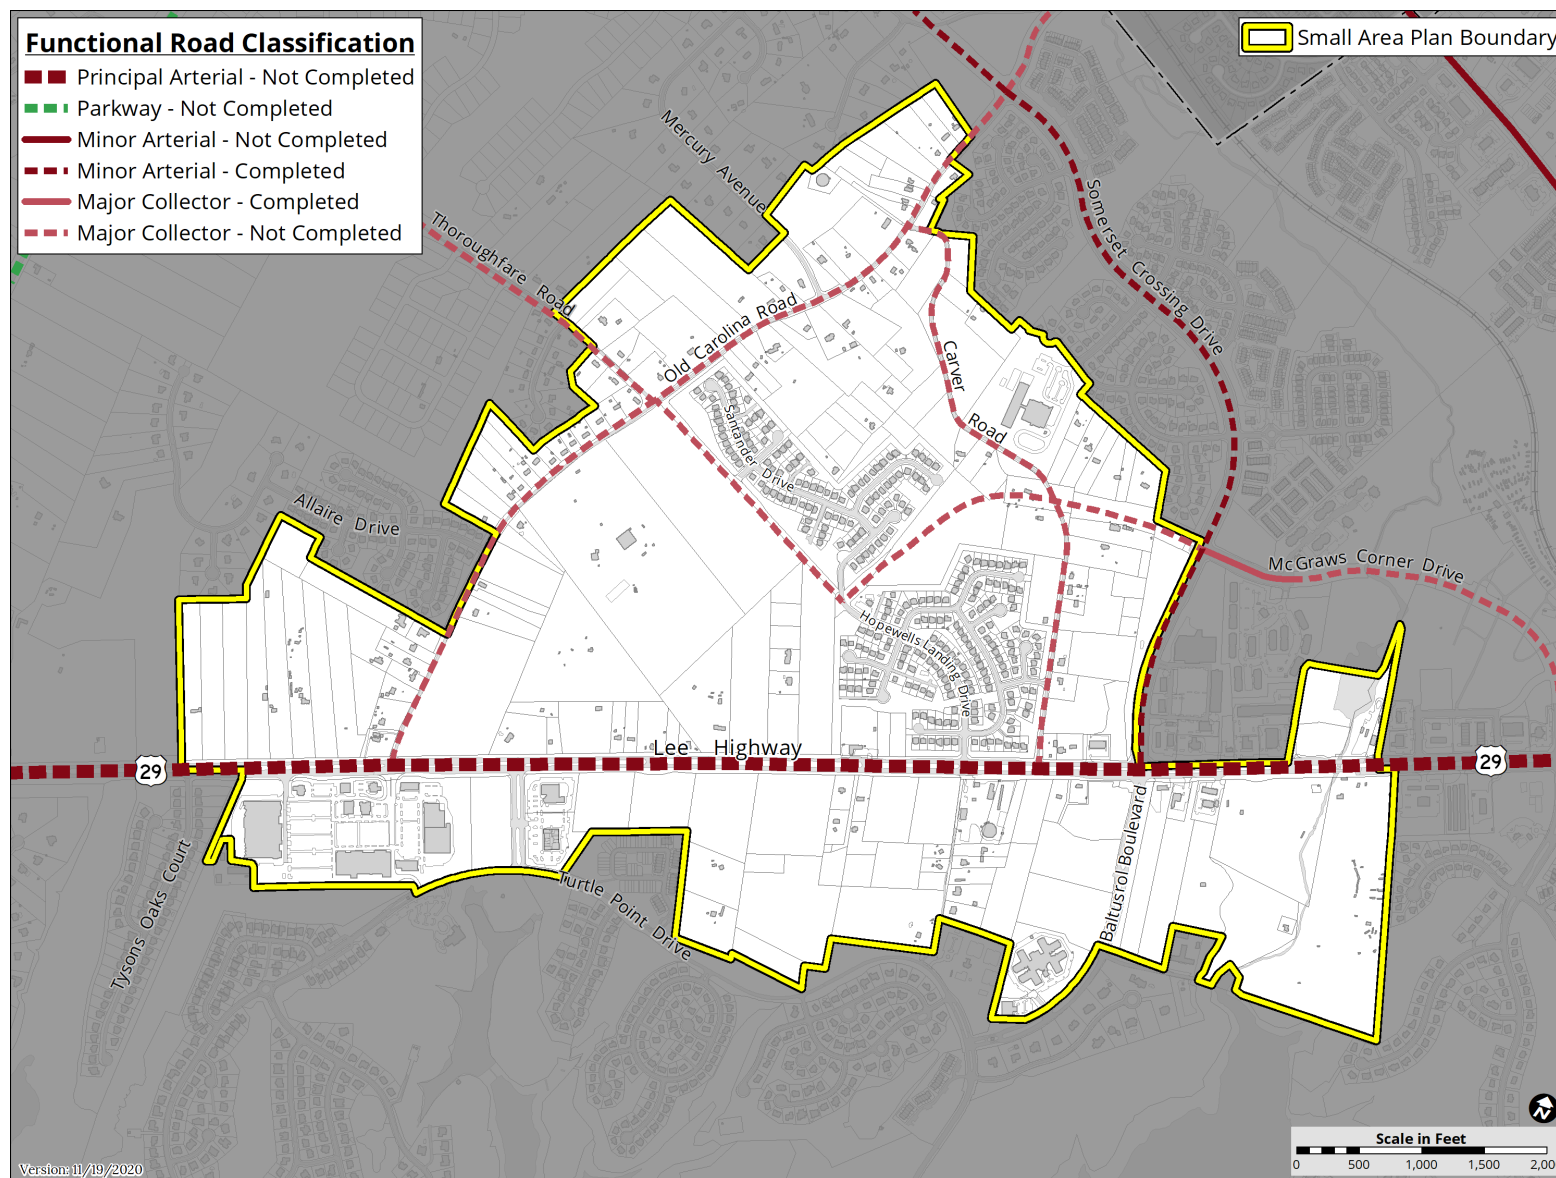 Functional Road Classification
Principal Arterial - Not Completed
Parkway - Not Completed
Minor Arterial - Not Completed
Minor Arterial - Completed
Major Collector - Completed
Major Collector - Not Completed
Small Area Plan Boundary
Mercury Avenue
Thoroughfare Road
Somerset Crossing Drive
Old Carolina Road
Carver Road
Santander Drive
Allaire Drive
McGraws Corner Drive
Hopewells Landing Drive
Lee Highway
29
29
Baltusrol Boulevard
Tysons Oaks Court
Turtle Point Drive
N
Scale in Feet
0 500 1,000 1,500 2,00
Version: 11/19/2020